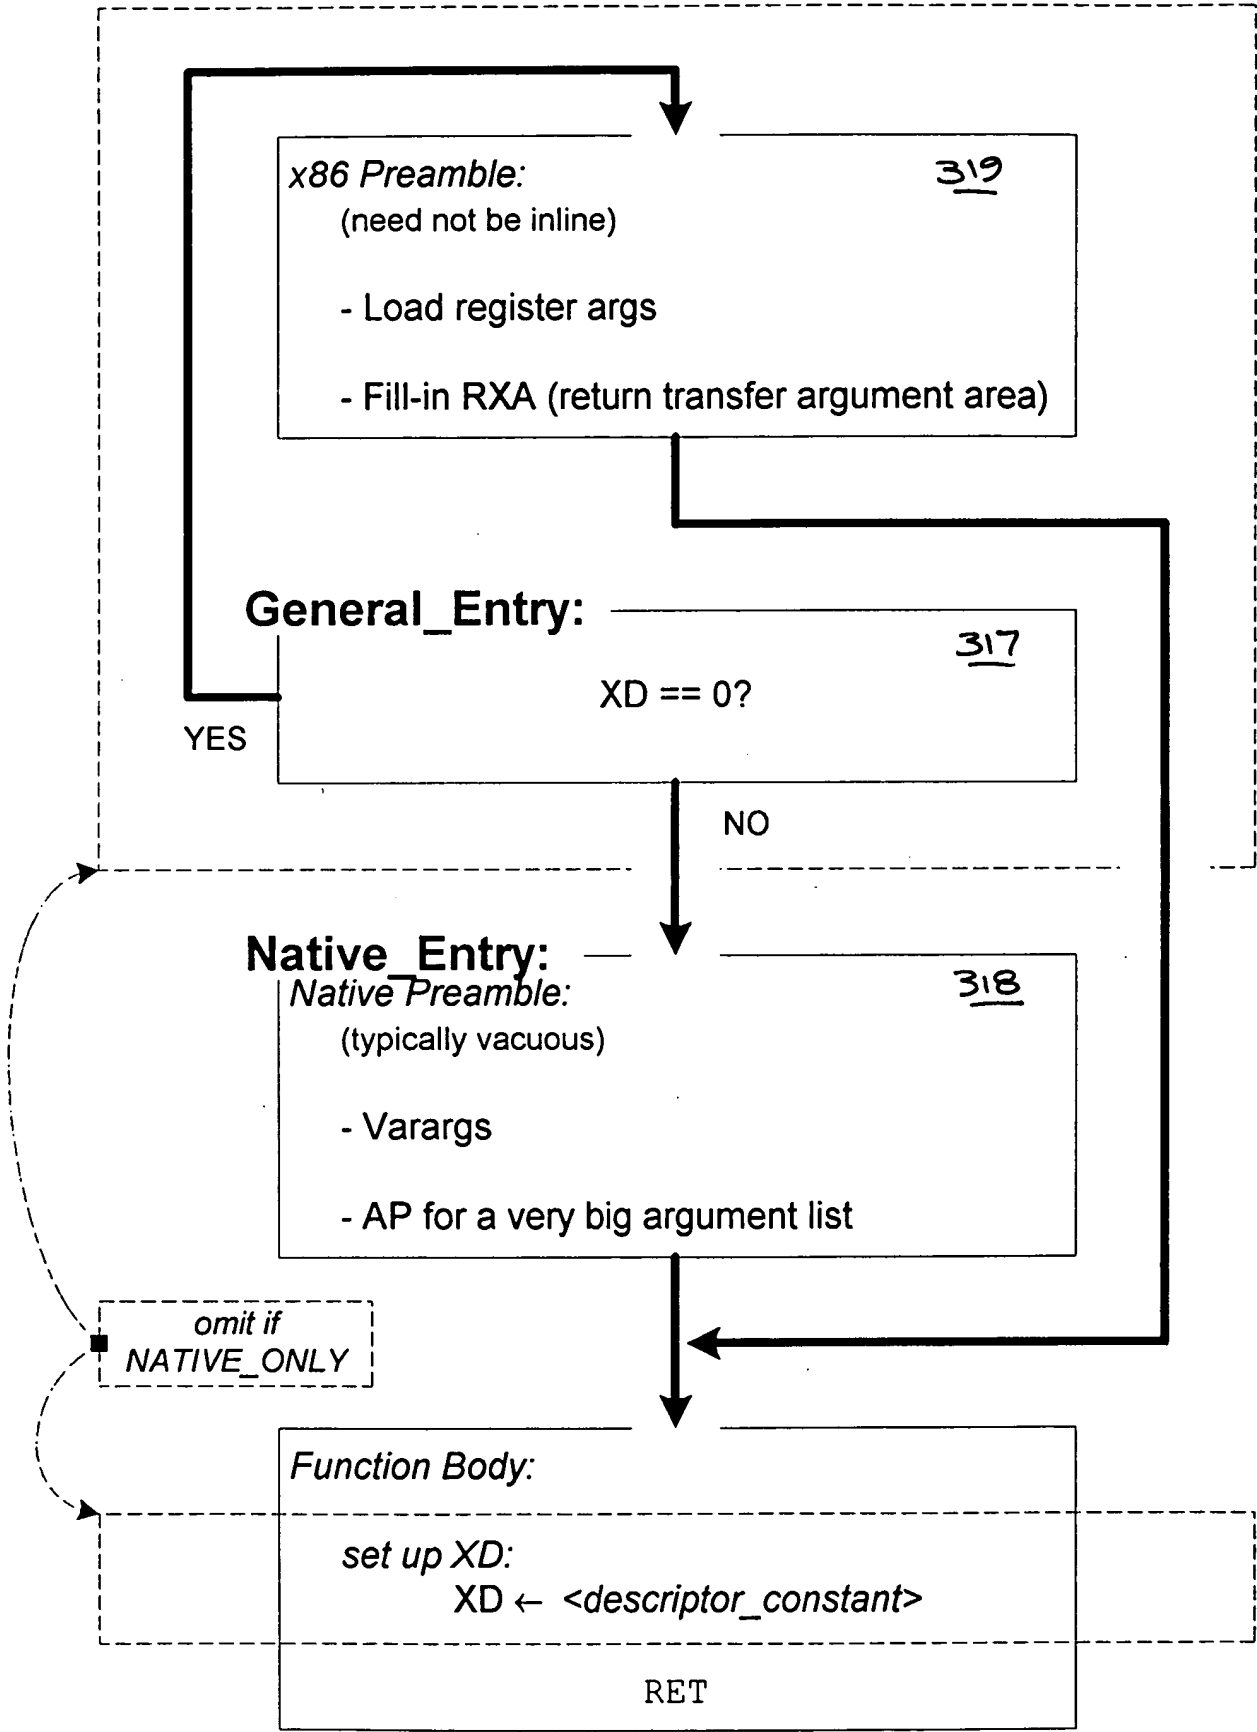 x86 Preamble:
319
(need not be inline)
- Load register args
- Fill-in RXA (return transfer argument area)
General_Entry:
317
XD == 0?
YES
NO
Native_Entry:
Native Preamble:
318
(typically vacuous)
- Varargs
- AP for a very big argument list
omit if
NATIVE_ONLY
Function Body:
set up XD:
XD ← <descriptor_constant>
RET